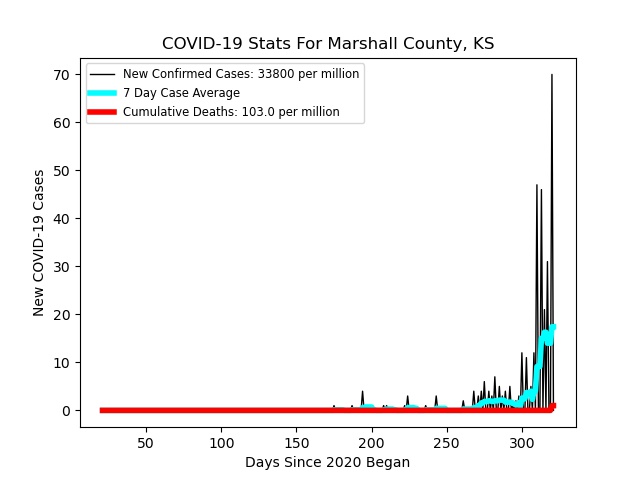 COVID-19 Stats For Marshall County, KS
New Confirmed Cases: 33800 per million
7 Day Case Average
Cumulative Deaths: 103.0 per million
New COVID-19 Cases
70
60
50
40
30
20
10
0
50 100 150 200 250 300
Days Since 2020 Began